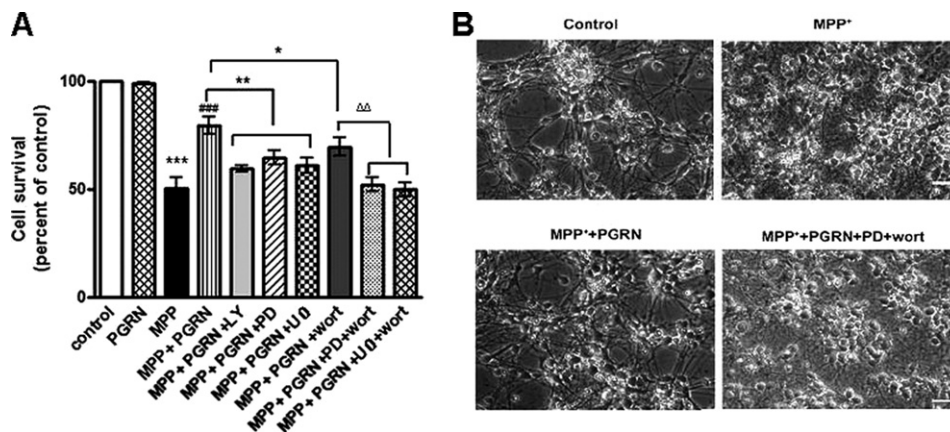 A
Cell survival
(percent of control)
100
50
0
*
**
###
***
ΔΔ
control
PGRN
MPP
MPP+ PGRN
MPP+ PGRN +LY
MPP+ PGRN +PD
MPP+ PGRN +U0
MPP+ PGRN +wort
MPP+ PGRN +PD+wort
MPP+ PGRN +U0+wort
B
Control
MPP⁺
MPP⁺+PGRN
MPP⁺+PGRN+PD+wort